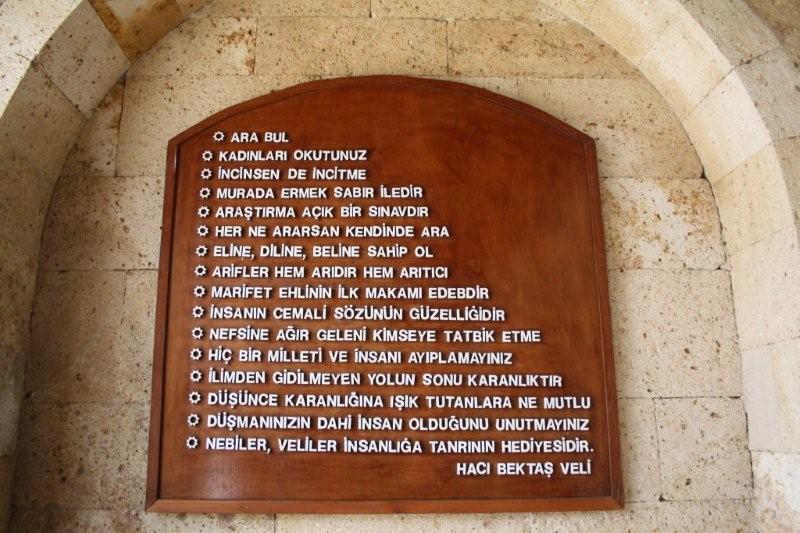 ARA BUL
KADINLARI OKUTUNUZ
İNCİNSEN DE İNCİTME
MURADA ERMEK SABIR İLEDİR
ARAŞTIRMA AÇIK BİR SINAVDIR
HER NE ARARSAN KENDİNDE ARA
ELİNE, DİLİNE, BELİNE SAHİP OL
ARİFLER HEM ARIDIR HEM ARITICI
MARİFET EHLİNİN İLK MAKAMI EDEBDİR
İNSANIN CEMALİ SÖZÜNÜN GÜZELLİĞİDİR
NEFSİNE AĞIR GELENİ KİMSEYE TATBİK ETME
HİÇ BİR MİLLETİ VE İNSANI AYIPLAMAYINIZ
İLİMDEN GİDİLMEYEN YOLUN SONU KARANLIKTIR
DÜŞÜNCE KARANLIĞINA IŞIK TUTANLARA NE MUTLU
DÜŞMANINIZIN DAHİ İNSAN OLDUĞUNU UNUTMAYINIZ
NEBİLER, VELİLER İNSANLIĞA TANRININ HEDİYESİDİR.
HACI BEKTAŞ VELİ